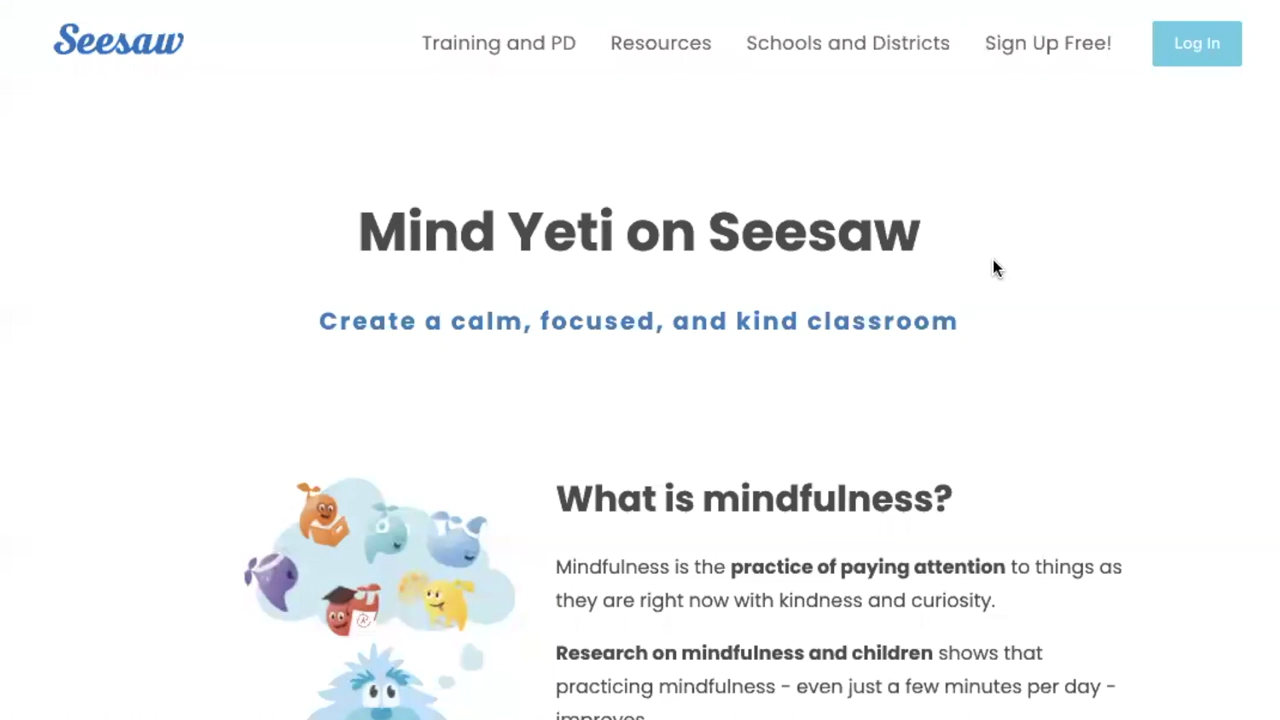 Seesaw
Training and PD
Resources
Schools and Districts
Sign Up Free!
Log In
Mind Yeti on Seesaw
Create a calm, focused, and kind classroom
What is mindfulness?
Mindfulness is the practice of paying attention to things as
they are right now with kindness and curiosity.
Research on mindfulness and children shows that
practicing mindfulness - even just a few minutes per day -
improves